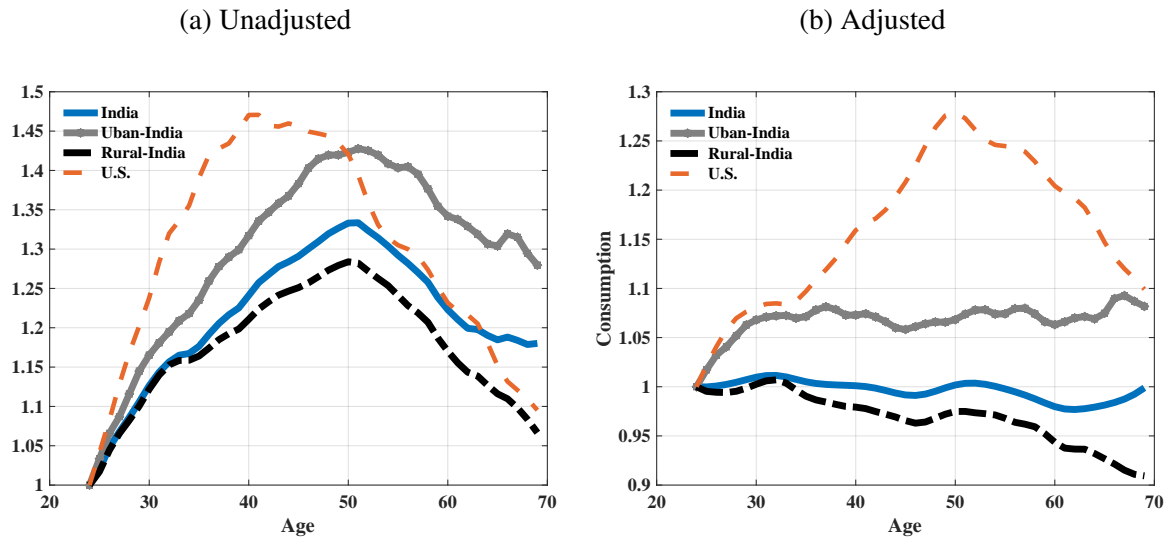 (a) Unadjusted
1.5
1.45
1.4
1.35
1.3
1.25
1.2
1.15
1.1
1.05
1
India
Uban-India
Rural-India
U.S.
20 30 40 50 60 70
Age
(b) Adjusted
Consumption
1.3
1.25
1.2
1.15
1.1
1.05
1
0.95
0.9
India
Uban-India
Rural-India
U.S.
20 30 40 50 60 70
Age